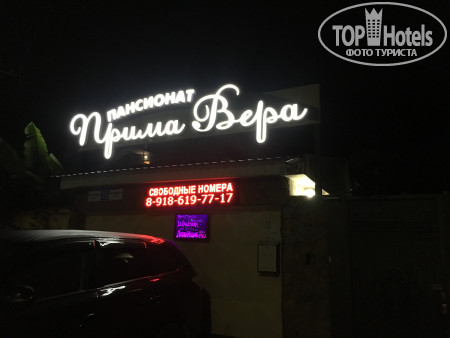 TOP Hotels
ФОТО ТУРИСТА
ПАНСИОНАТ
Прима Вера
СВОБОДНЫЕ НОМЕРА
8-918-619-77-17